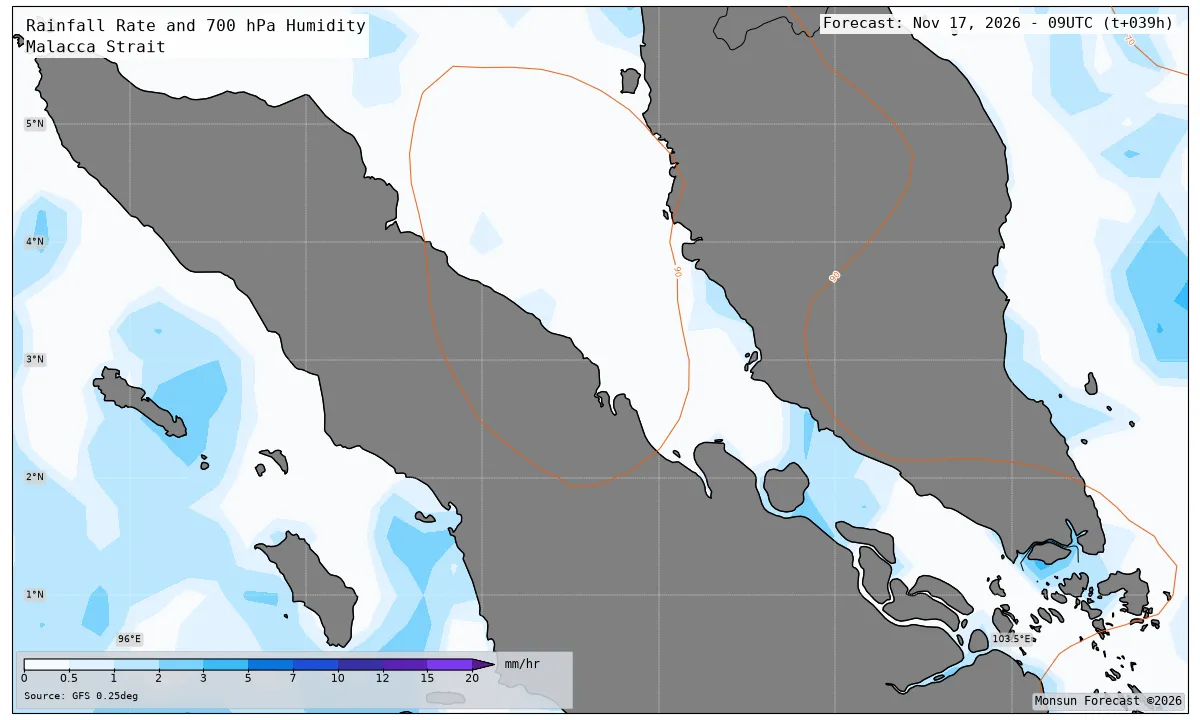 Rainfall Rate and 700 hPa Humidity
Malacca Strait
Forecast: Nov 17, 2026 - 09UTC (t+039h)
70
5°N
4°N
90
90
3°N
2°N
1°N
96°E
103.5°E
mm/hr
0 0.5 1 2 3 5 7 10 12 15 20
Source: GFS 0.25deg
Monsun Forecast ©2026